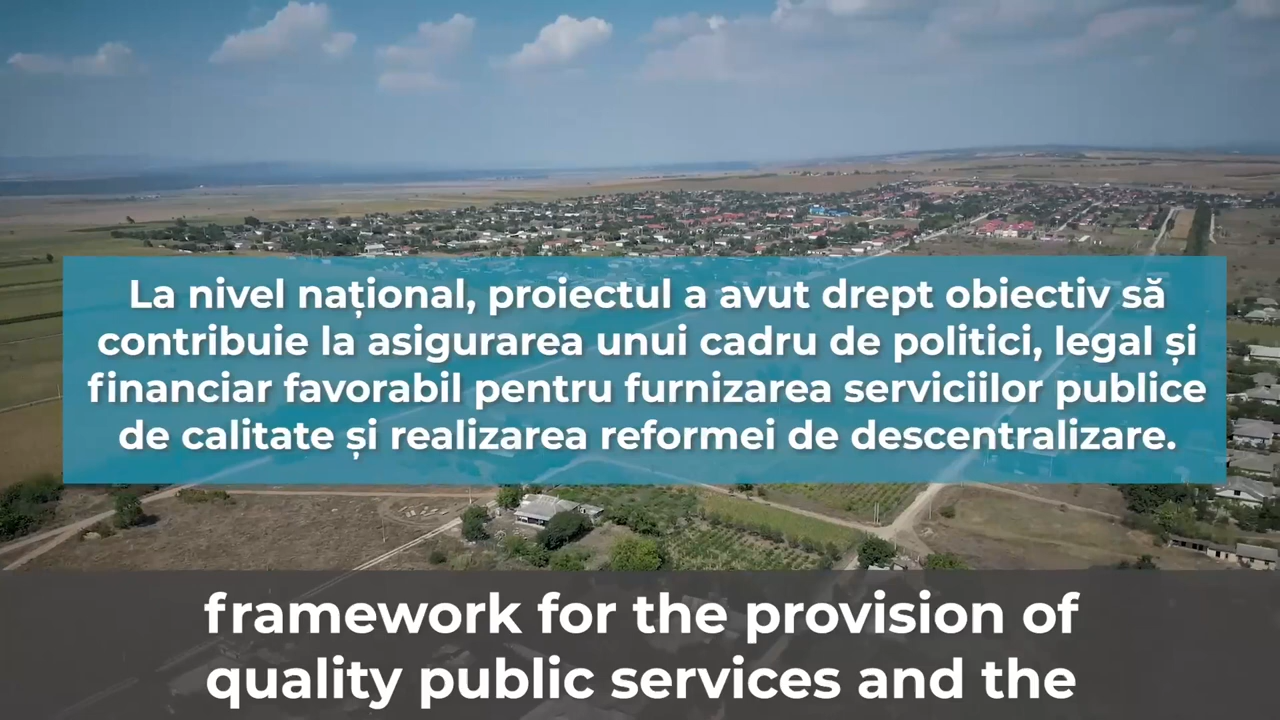 La nivel național, proiectul a avut drept obiectiv să
contribuie la asigurarea unui cadru de politici, legal și
financiar favorabil pentru furnizarea serviciilor publice
de calitate și realizarea reformei de descentralizare.
framework for the provision of
quality public services and the